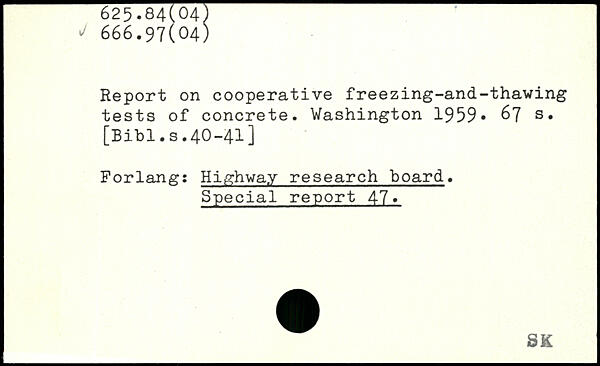 625.84(04)
666.97(04)
Report on cooperative freezing-and-thawing
tests of concrete. Washington 1959. 67 s.
[Bibl.s.40-41]
Forlang: Highway research board.
Special report 47.
SK